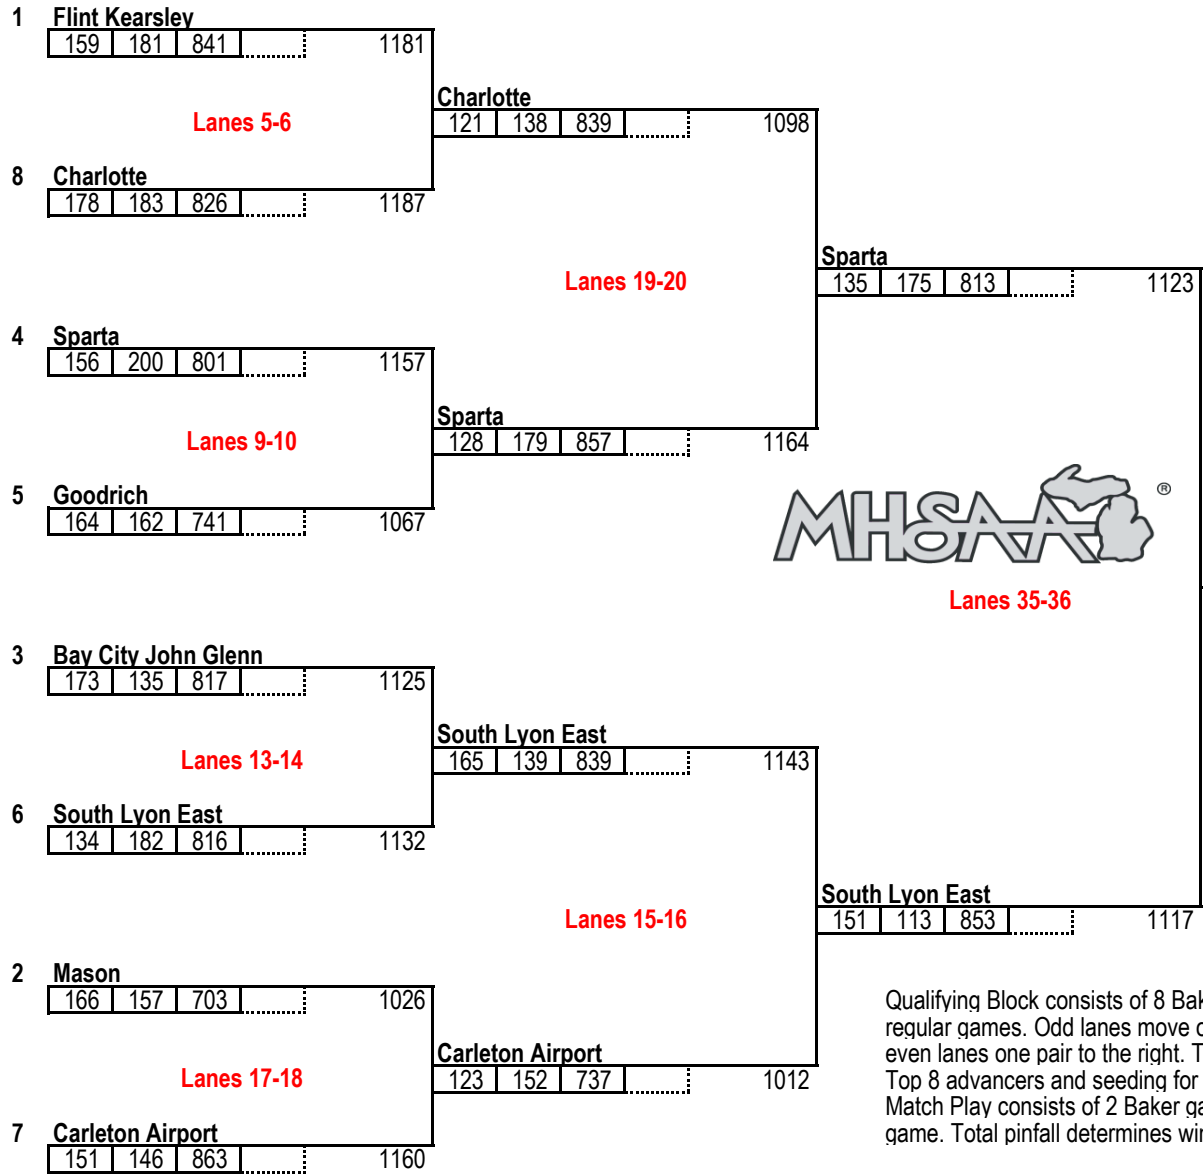 1 Flint Kearsley
159 181 841 1181
Charlotte
Lanes 5-6
121 138 839 1098
8 Charlotte
178 183 826 1187
Sparta
Lanes 19-20
135 175 813 1123
4 Sparta
156 200 801 1157
Sparta
Lanes 9-10
128 179 857 1164
5 Goodrich
164 162 741 1067
MHSAA ®
Lanes 35-36
3 Bay City John Glenn
173 135 817 1125
South Lyon East
Lanes 13-14
165 139 839 1143
6 South Lyon East
134 182 816 1132
South Lyon East
Lanes 15-16
151 113 853 1117
2 Mason
166 157 703 1026
Qualifying Block consists of 8 Bak
regular games. Odd lanes move o
even lanes one pair to the right. T
Carleton Airport
Lanes 17-18
123 152 737 1012
Top 8 advancers and seeding for
Match Play consists of 2 Baker ga
7 Carleton Airport
game. Total pinfall determines wi
151 146 863 1160